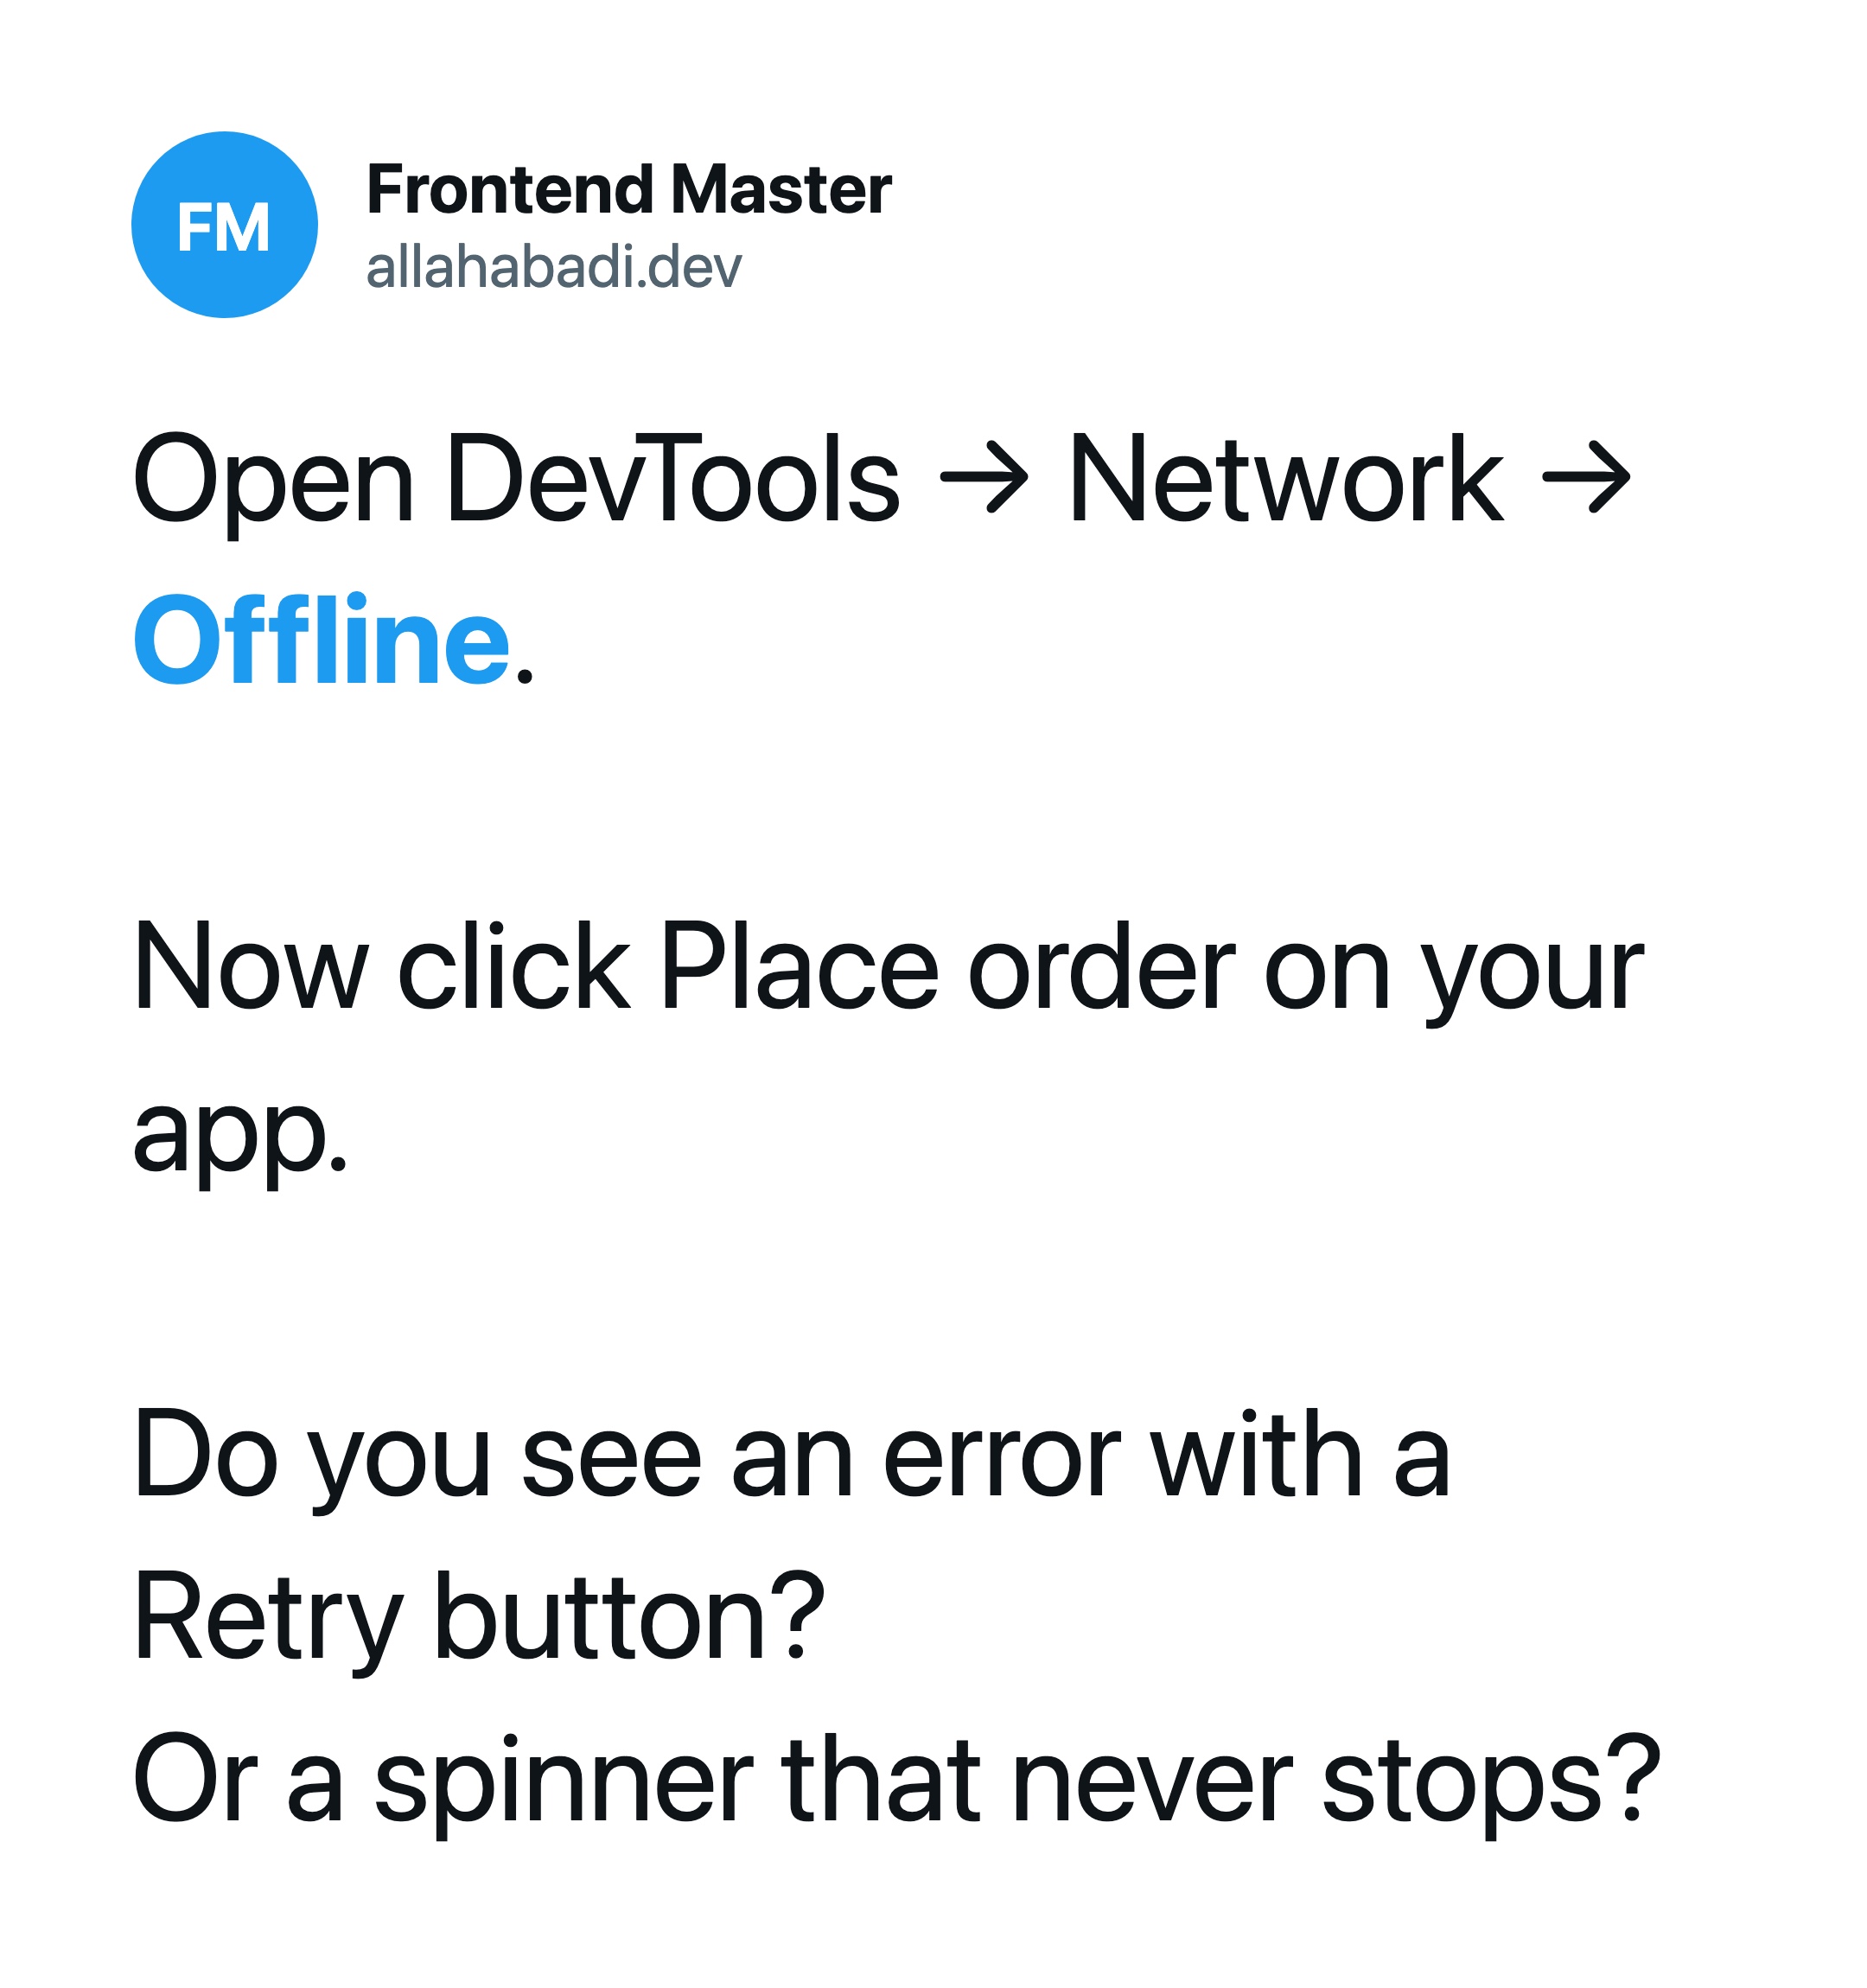 FM
Frontend Master
allahabadi.dev
Open DevTools → Network →
Offline.
Now click Place order on your
app.
Do you see an error with a
Retry button?
Or a spinner that never stops?